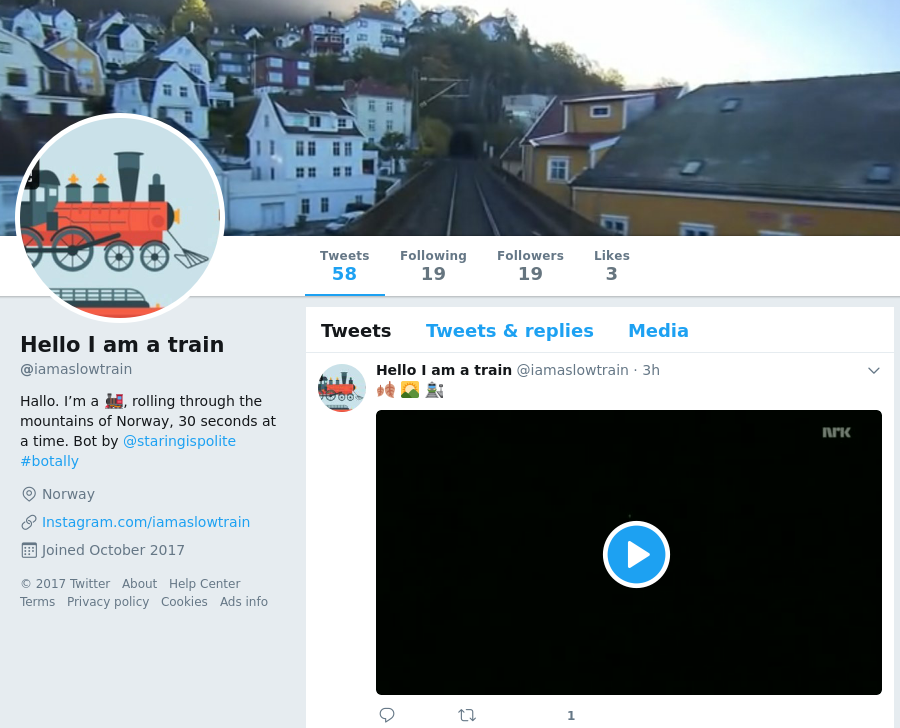 Tweets
58
Following
19
Followers
19
Likes
3
Hello I am a train
@iamaslowtrain
Hallo. I’m a 🚂, rolling through the
mountains of Norway, 30 seconds at
a time. Bot by @staringispolite
#botally
Norway
Instagram.com/iamaslowtrain
Joined October 2017
© 2017 Twitter About Help Center
Terms Privacy policy Cookies Ads info
Tweets Tweets & replies Media
Hello I am a train @iamaslowtrain · 3h
🍂 🌄 🚉
NRK
1